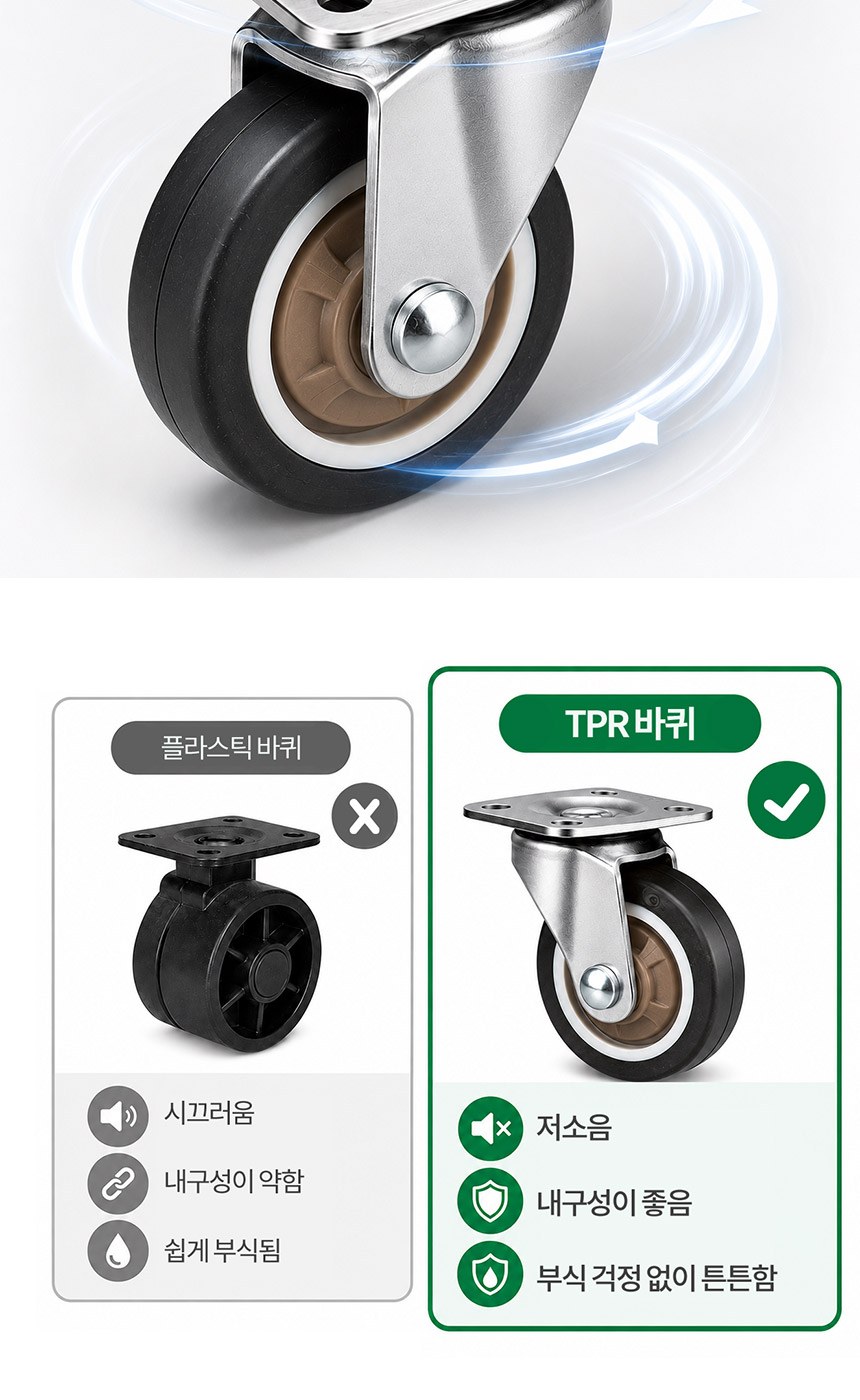 플라스틱 바퀴
시끄러움
내구성이 약함
쉽게 부식됨
TPR 바퀴
저소음
내구성이 좋음
부식 걱정 없이 튼튼함